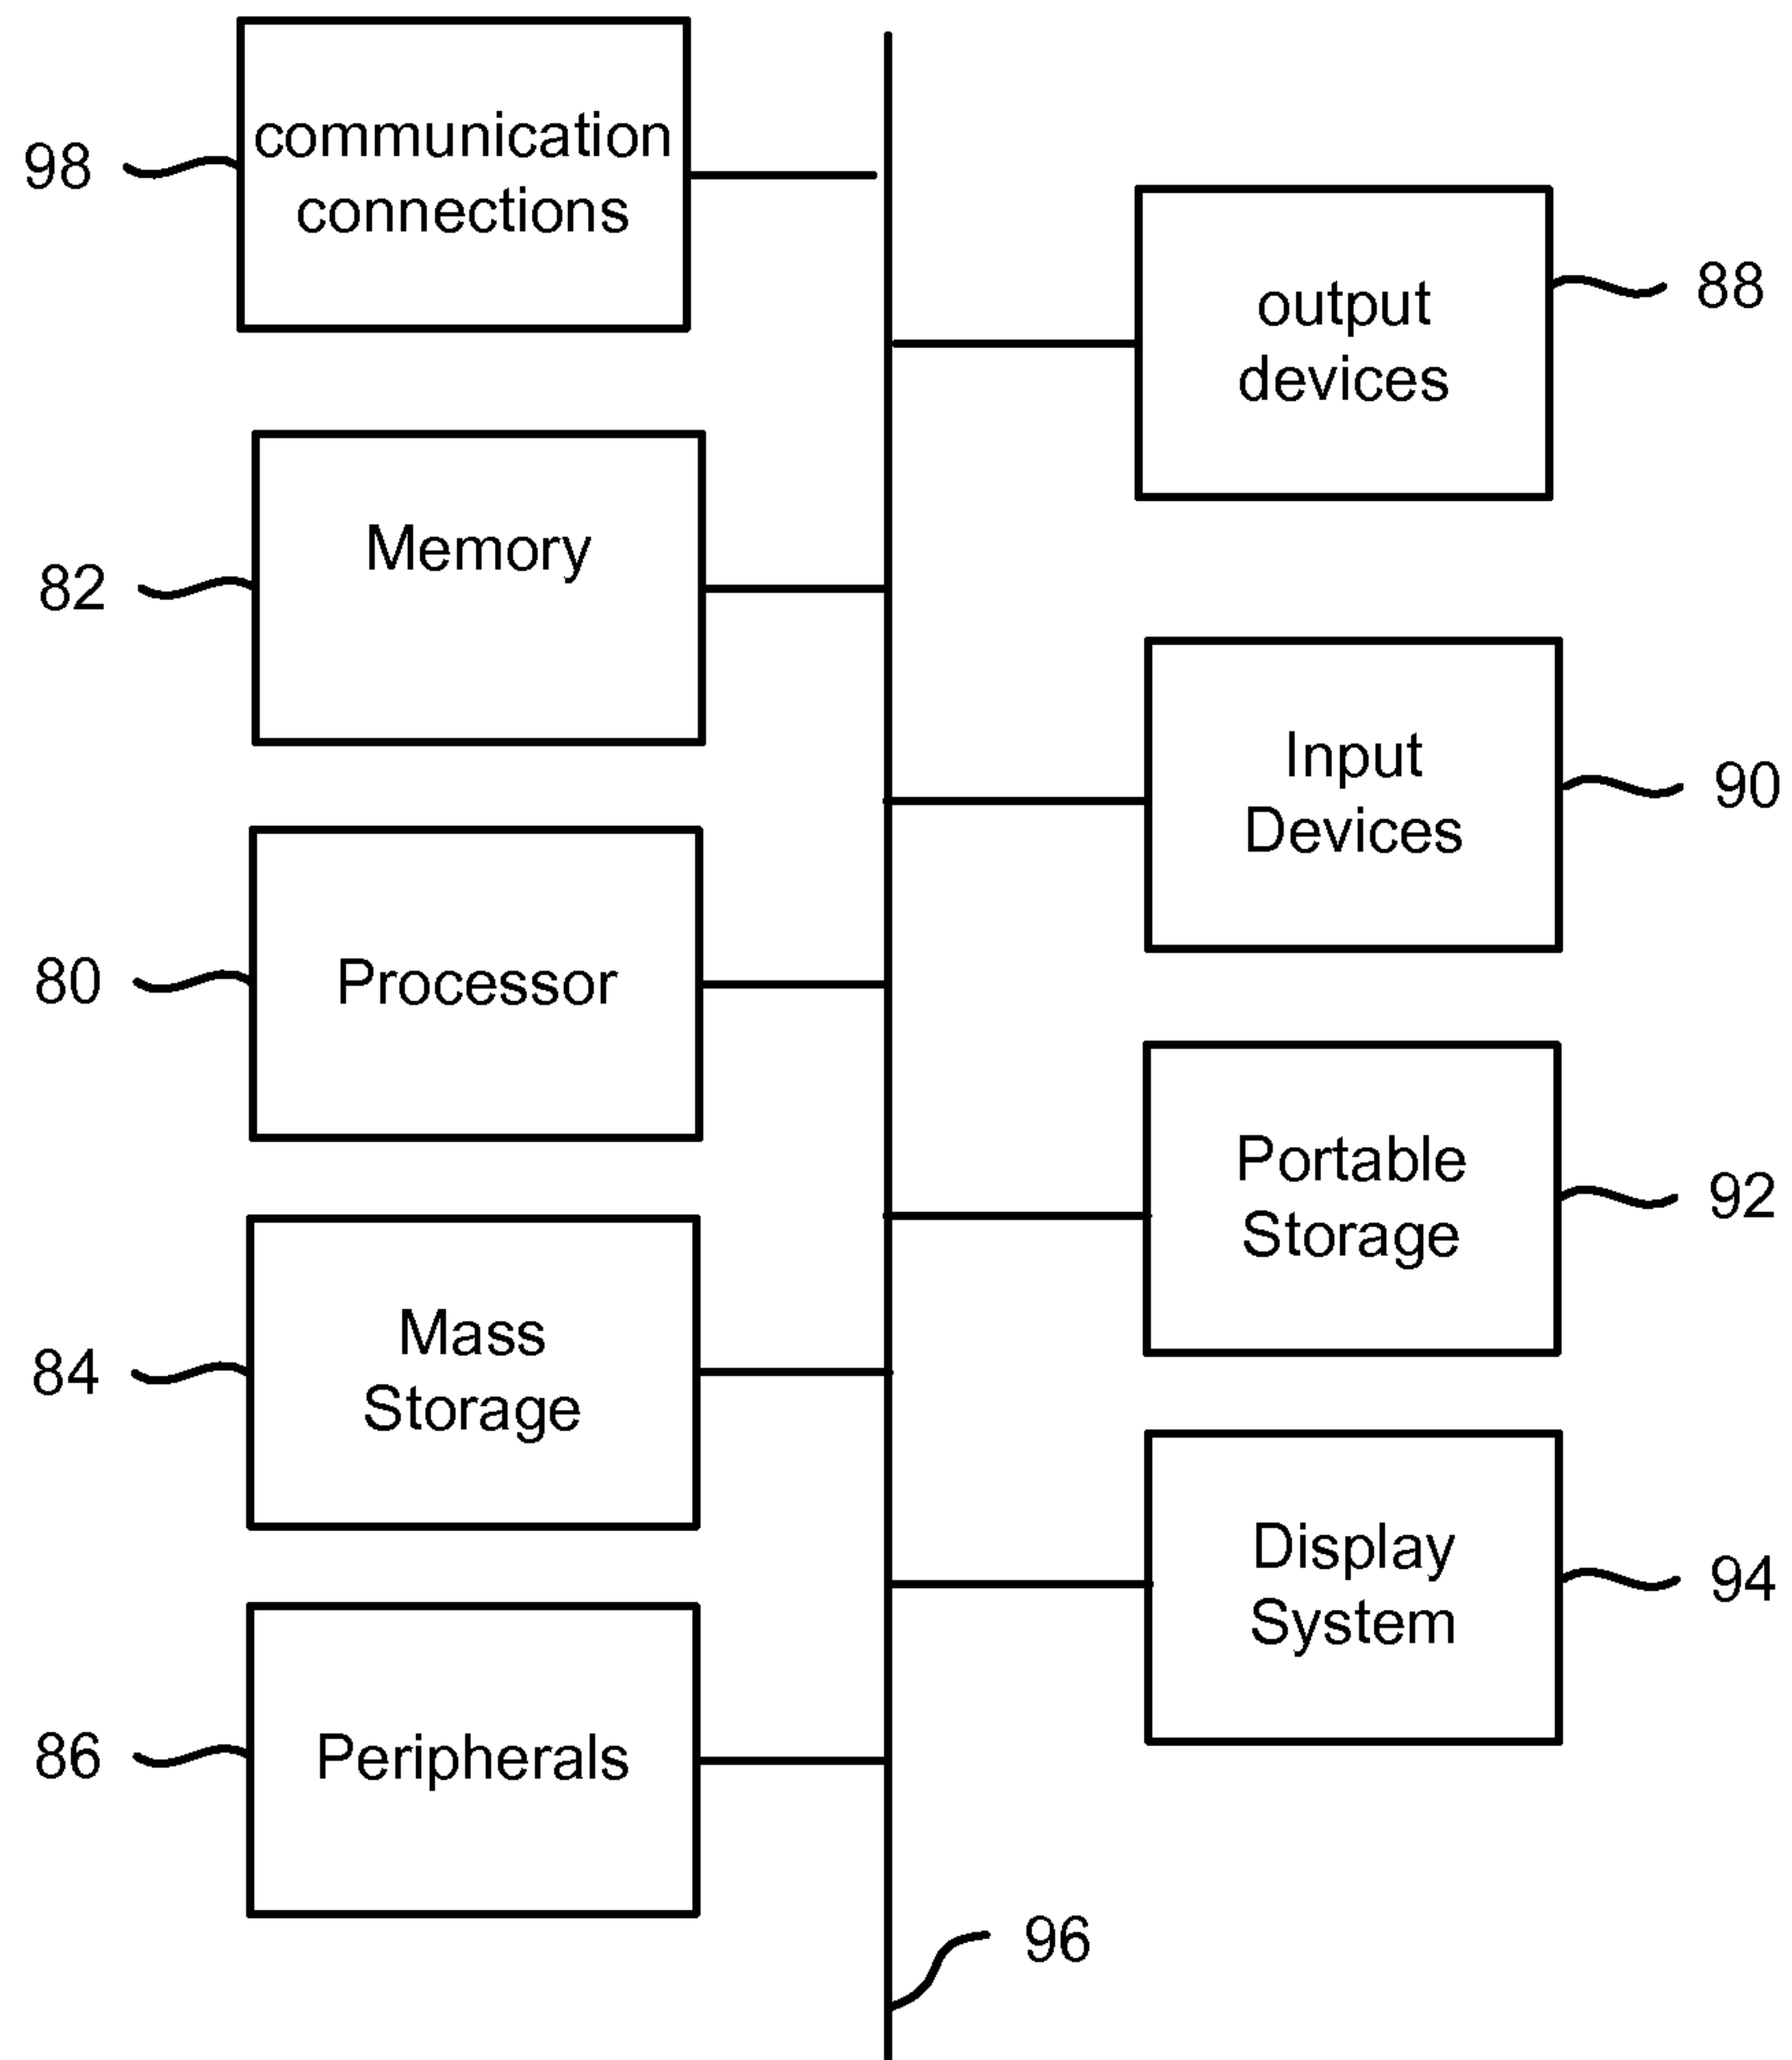 98
communication
connections
output
devices
88
82
Memory
Input
Devices
90
80
Processor
Portable
Storage
92
84
Mass
Storage
Display
System
94
86
Peripherals
96